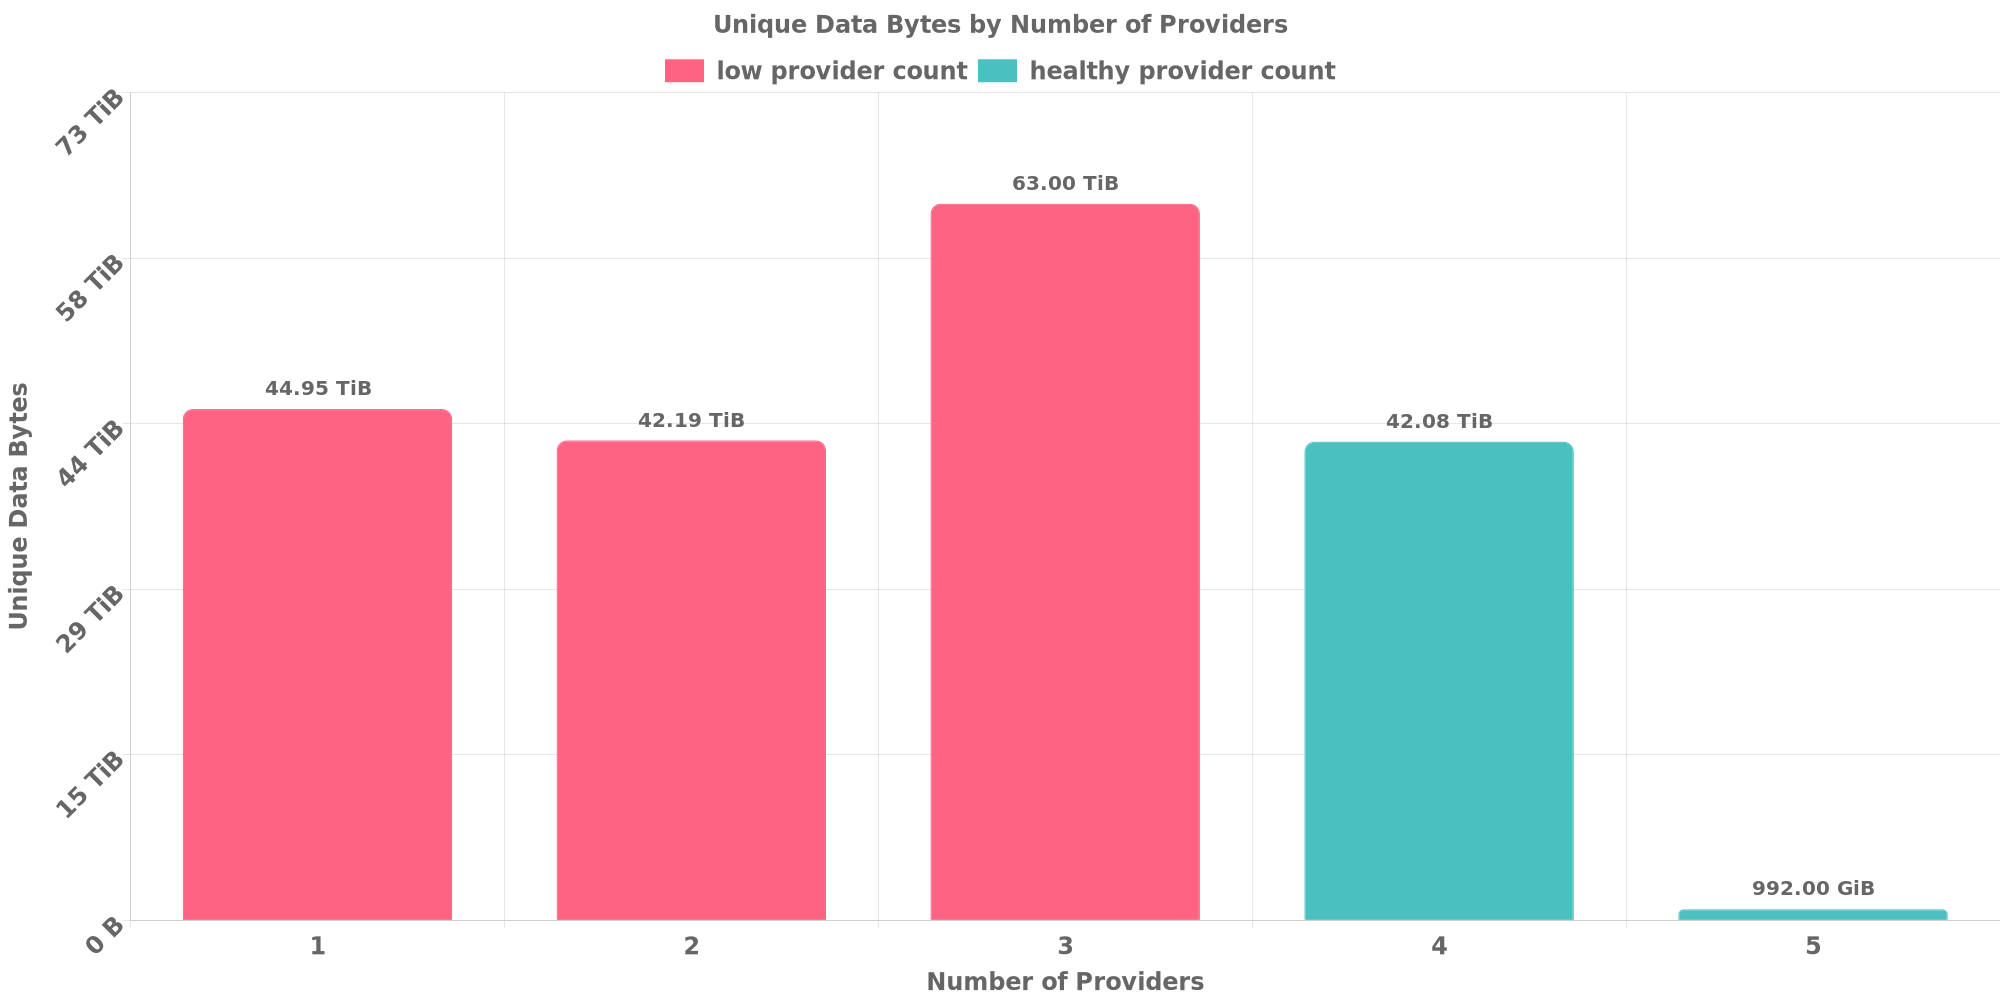 Unique Data Bytes by Number of Providers
low provider count healthy provider count
73 TiB
58 TiB
44 TiB
29 TiB
15 TiB
0 B
Unique Data Bytes
44.95 TiB
42.19 TiB
63.00 TiB
42.08 TiB
992.00 GiB
1 2 3 4 5
Number of Providers